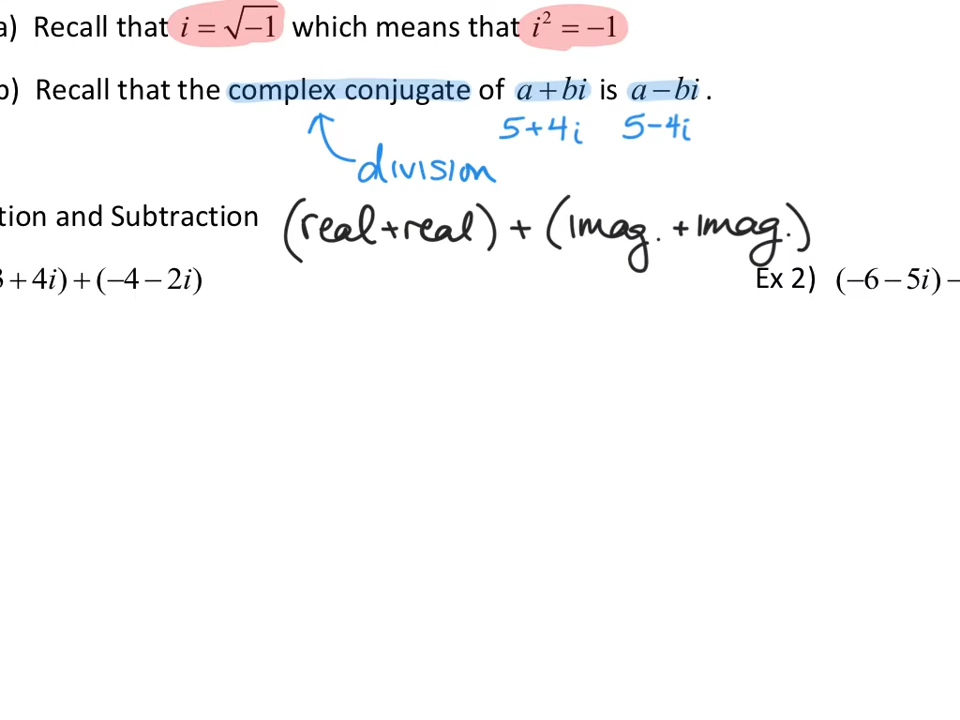 a) Recall that i = √−1 which means that i² = −1
b) Recall that the complex conjugate of a + bi is a − bi .
5+4i 5-4i
division
tion and Subtraction (real+real) + (imag. + imag.)
3 + 4i) + (−4 − 2i) Ex 2) (−6 − 5i) −